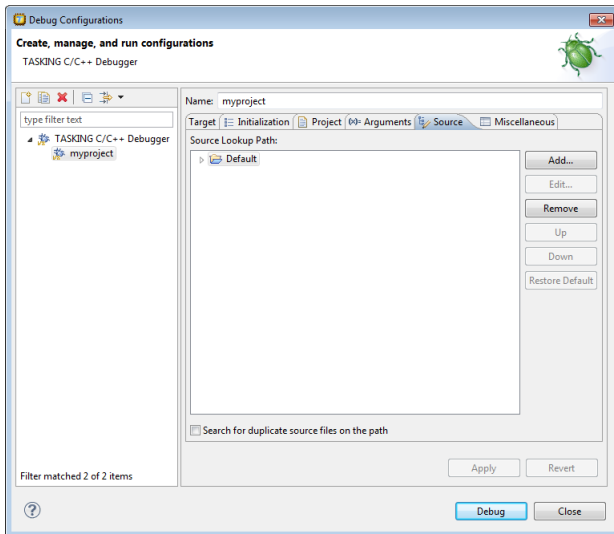 Debug Configurations
Create, manage, and run configurations
TASKING C/C++ Debugger
type filter text
TASKING C/C++ Debugger
myproject
Filter matched 2 of 2 items
Name: myproject
Target Initialization Project (x)= Arguments Source Miscellaneous
Source Lookup Path:
Default
Add...
Edit...
Remove
Up
Down
Restore Default
Search for duplicate source files on the path
Apply Revert
? Debug Close